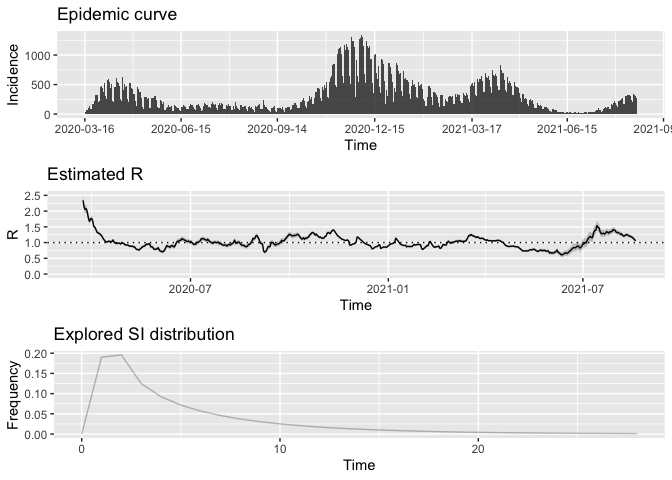 Epidemic curve
Incidence
1000
500
0
2020-03-16 2020-06-15 2020-09-14 2020-12-15 2021-03-17 2021-06-15 2021-09
Time
Estimated R
R
2.5
2.0
1.5
1.0
0.5
0.0
2020-07 2021-01 2021-07
Time
Explored SI distribution
Frequency
0.20
0.15
0.10
0.05
0.00
0 10 20
Time